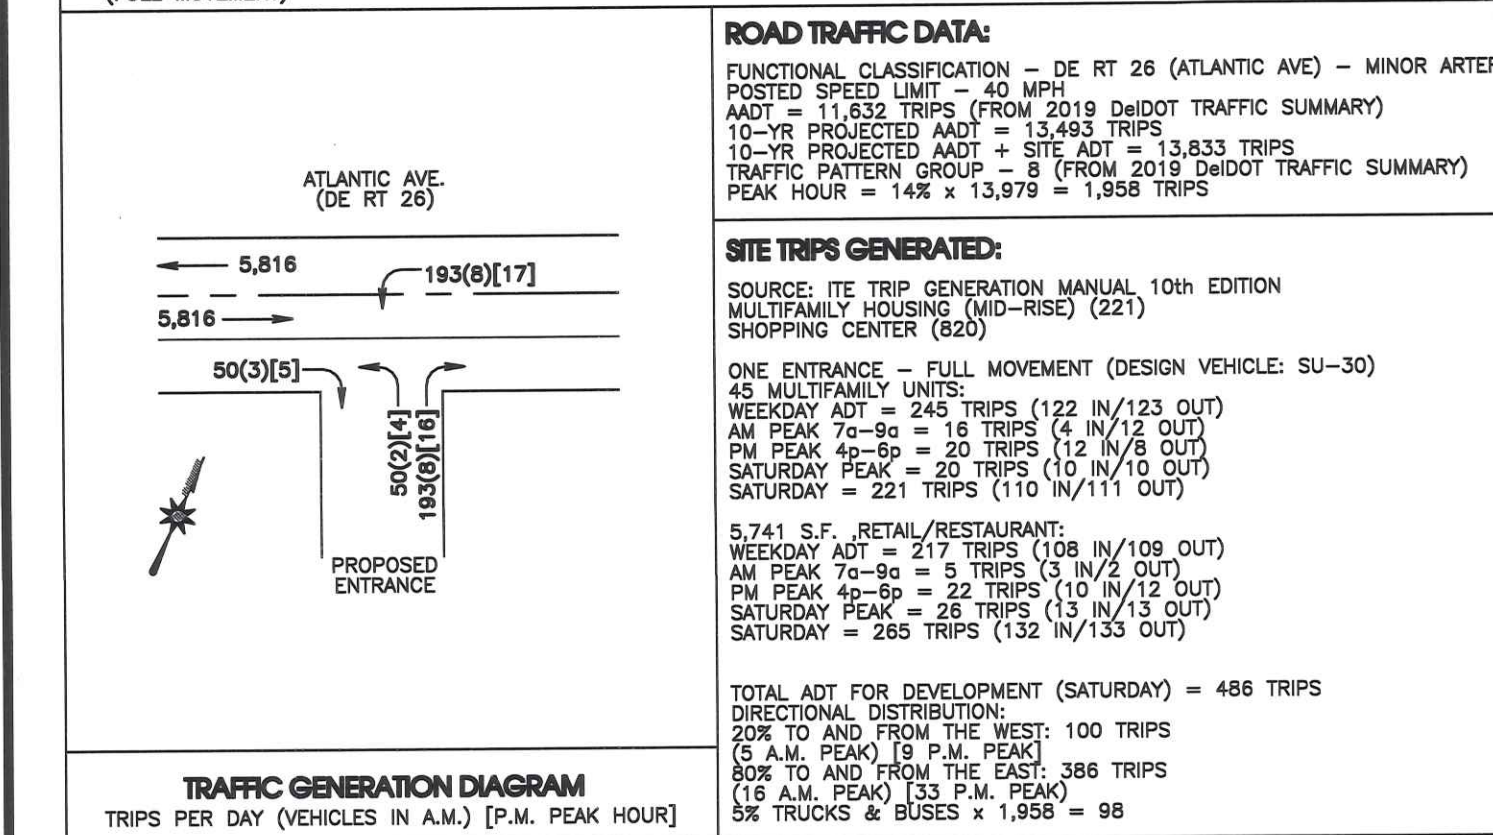 ATLANTIC AVE.
(DE RT 26)
5,816
193(8)[17]
5,816
50(3)[5]
50(2)[4]
193(8)[16]
PROPOSED
ENTRANCE
TRAFFIC GENERATION DIAGRAM
TRIPS PER DAY (VEHICLES IN A.M.) [P.M. PEAK HOUR]
ROAD TRAFFIC DATA:
FUNCTIONAL CLASSIFICATION – DE RT 26 (ATLANTIC AVE) – MINOR ARTER
POSTED SPEED LIMIT – 40 MPH
AADT = 11,632 TRIPS (FROM 2019 DelDOT TRAFFIC SUMMARY)
10–YR PROJECTED AADT = 13,493 TRIPS
10–YR PROJECTED AADT + SITE ADT = 13,833 TRIPS
TRAFFIC PATTERN GROUP – 8 (FROM 2019 DelDOT TRAFFIC SUMMARY)
PEAK HOUR = 14% x 13,979 = 1,958 TRIPS
SITE TRIPS GENERATED:
SOURCE: ITE TRIP GENERATION MANUAL 10th EDITION
MULTIFAMILY HOUSING (MID–RISE) (221)
SHOPPING CENTER (820)
ONE ENTRANCE – FULL MOVEMENT (DESIGN VEHICLE: SU–30)
45 MULTIFAMILY UNITS:
WEEKDAY ADT = 245 TRIPS (122 IN/123 OUT)
AM PEAK 7a–9a = 16 TRIPS (4 IN/12 OUT)
PM PEAK 4p–6p = 20 TRIPS (12 IN/8 OUT)
SATURDAY PEAK = 20 TRIPS (10 IN/10 OUT)
SATURDAY = 221 TRIPS (110 IN/111 OUT)
5,741 S.F. ,RETAIL/RESTAURANT:
WEEKDAY ADT = 217 TRIPS (108 IN/109 OUT)
AM PEAK 7a–9a = 5 TRIPS (3 IN/2 OUT)
PM PEAK 4p–6p = 22 TRIPS (10 IN/12 OUT)
SATURDAY PEAK = 26 TRIPS (13 IN/13 OUT)
SATURDAY = 265 TRIPS (132 IN/133 OUT)
TOTAL ADT FOR DEVELOPMENT (SATURDAY) = 486 TRIPS
DIRECTIONAL DISTRIBUTION:
20% TO AND FROM THE WEST: 100 TRIPS
(5 A.M. PEAK) [9 P.M. PEAK]
80% TO AND FROM THE EAST: 386 TRIPS
(16 A.M. PEAK) [33 P.M. PEAK)
5% TRUCKS & BUSES x 1,958 = 98